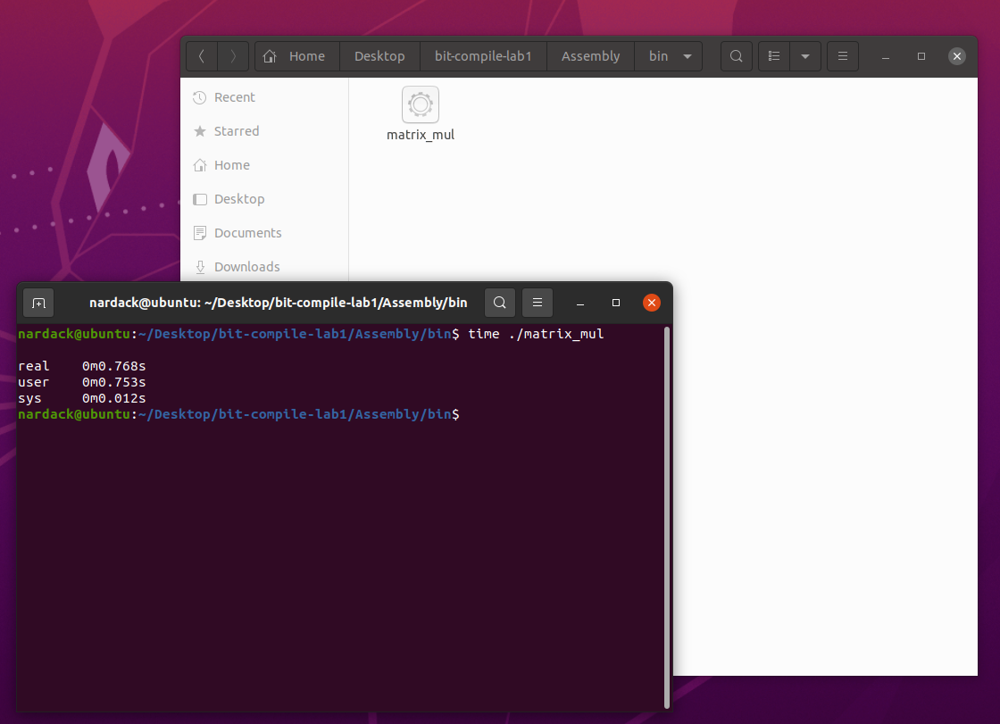 Home Desktop bit-compile-lab1 Assembly bin
Recent
Starred
Home
Desktop
Documents
Downloads
matrix_mul
nardack@ubuntu: ~/Desktop/bit-compile-lab1/Assembly/bin
nardack@ubuntu:~/Desktop/bit-compile-lab1/Assembly/bin$ time ./matrix_mul
real 0m0.768s
user 0m0.753s
sys 0m0.012s
nardack@ubuntu:~/Desktop/bit-compile-lab1/Assembly/bin$